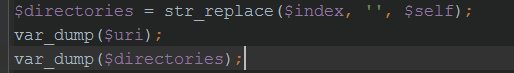 $directories = str_replace($index, '', $self);
var_dump($uri);
var_dump($directories);